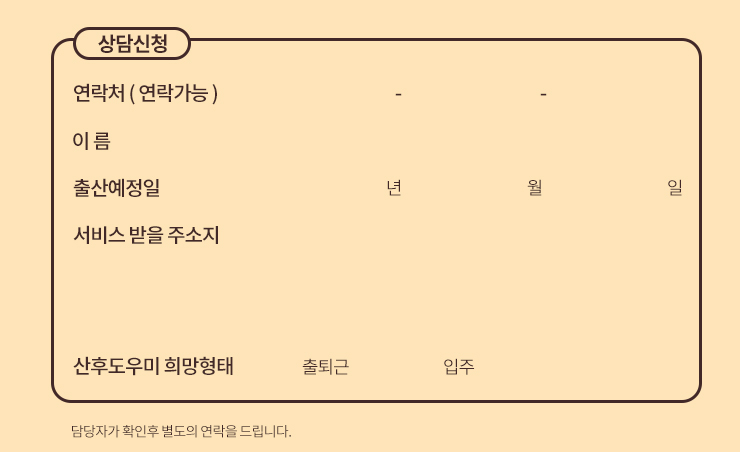 상담신청
연락처 ( 연락가능 ) - -
이 름
출산예정일 년 월 일
서비스 받을 주소지
산후도우미 희망형태 출퇴근 입주
담당자가 확인후 별도의 연락을 드립니다.